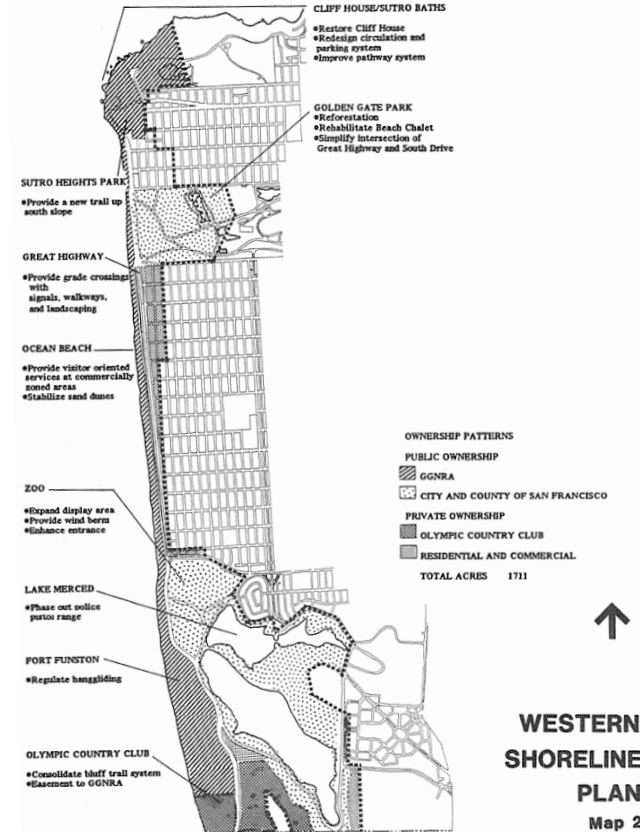 CLIFF HOUSE/SUTRO BATHS
•Restore Cliff House
•Redesign circulation and
parking system
•Improve pathway system
GOLDEN GATE PARK
•Reforestation
•Rehabilitate Beach Chalet
•Simplify intersection of
Great Highway and South Drive
SUTRO HEIGHTS PARK
•Provide a new trail up
south slope
GREAT HIGHWAY
•Provide grade crossings
with
signals, walkways,
and landscaping
OCEAN BEACH
•Provide visitor oriented
services at commercially
zoned areas
•Stabilize sand dunes
OWNERSHIP PATTERNS
PUBLIC OWNERSHIP
GGNRA
CITY AND COUNTY OF SAN FRANCISCO
PRIVATE OWNERSHIP
OLYMPIC COUNTRY CLUB
RESIDENTIAL AND COMMERCIAL
TOTAL ACRES 1711
ZOO
•Expand display area
•Provide wind berm
•Enhance entrance
LAKE MERCED
•Phase out police
pistol range
FORT FUNSTON
•Regulate hanggliding
OLYMPIC COUNTRY CLUB
•Consolidate bluff trail system
•Easement to GGNRA
WESTERN
SHORELINE
PLAN
Map 2